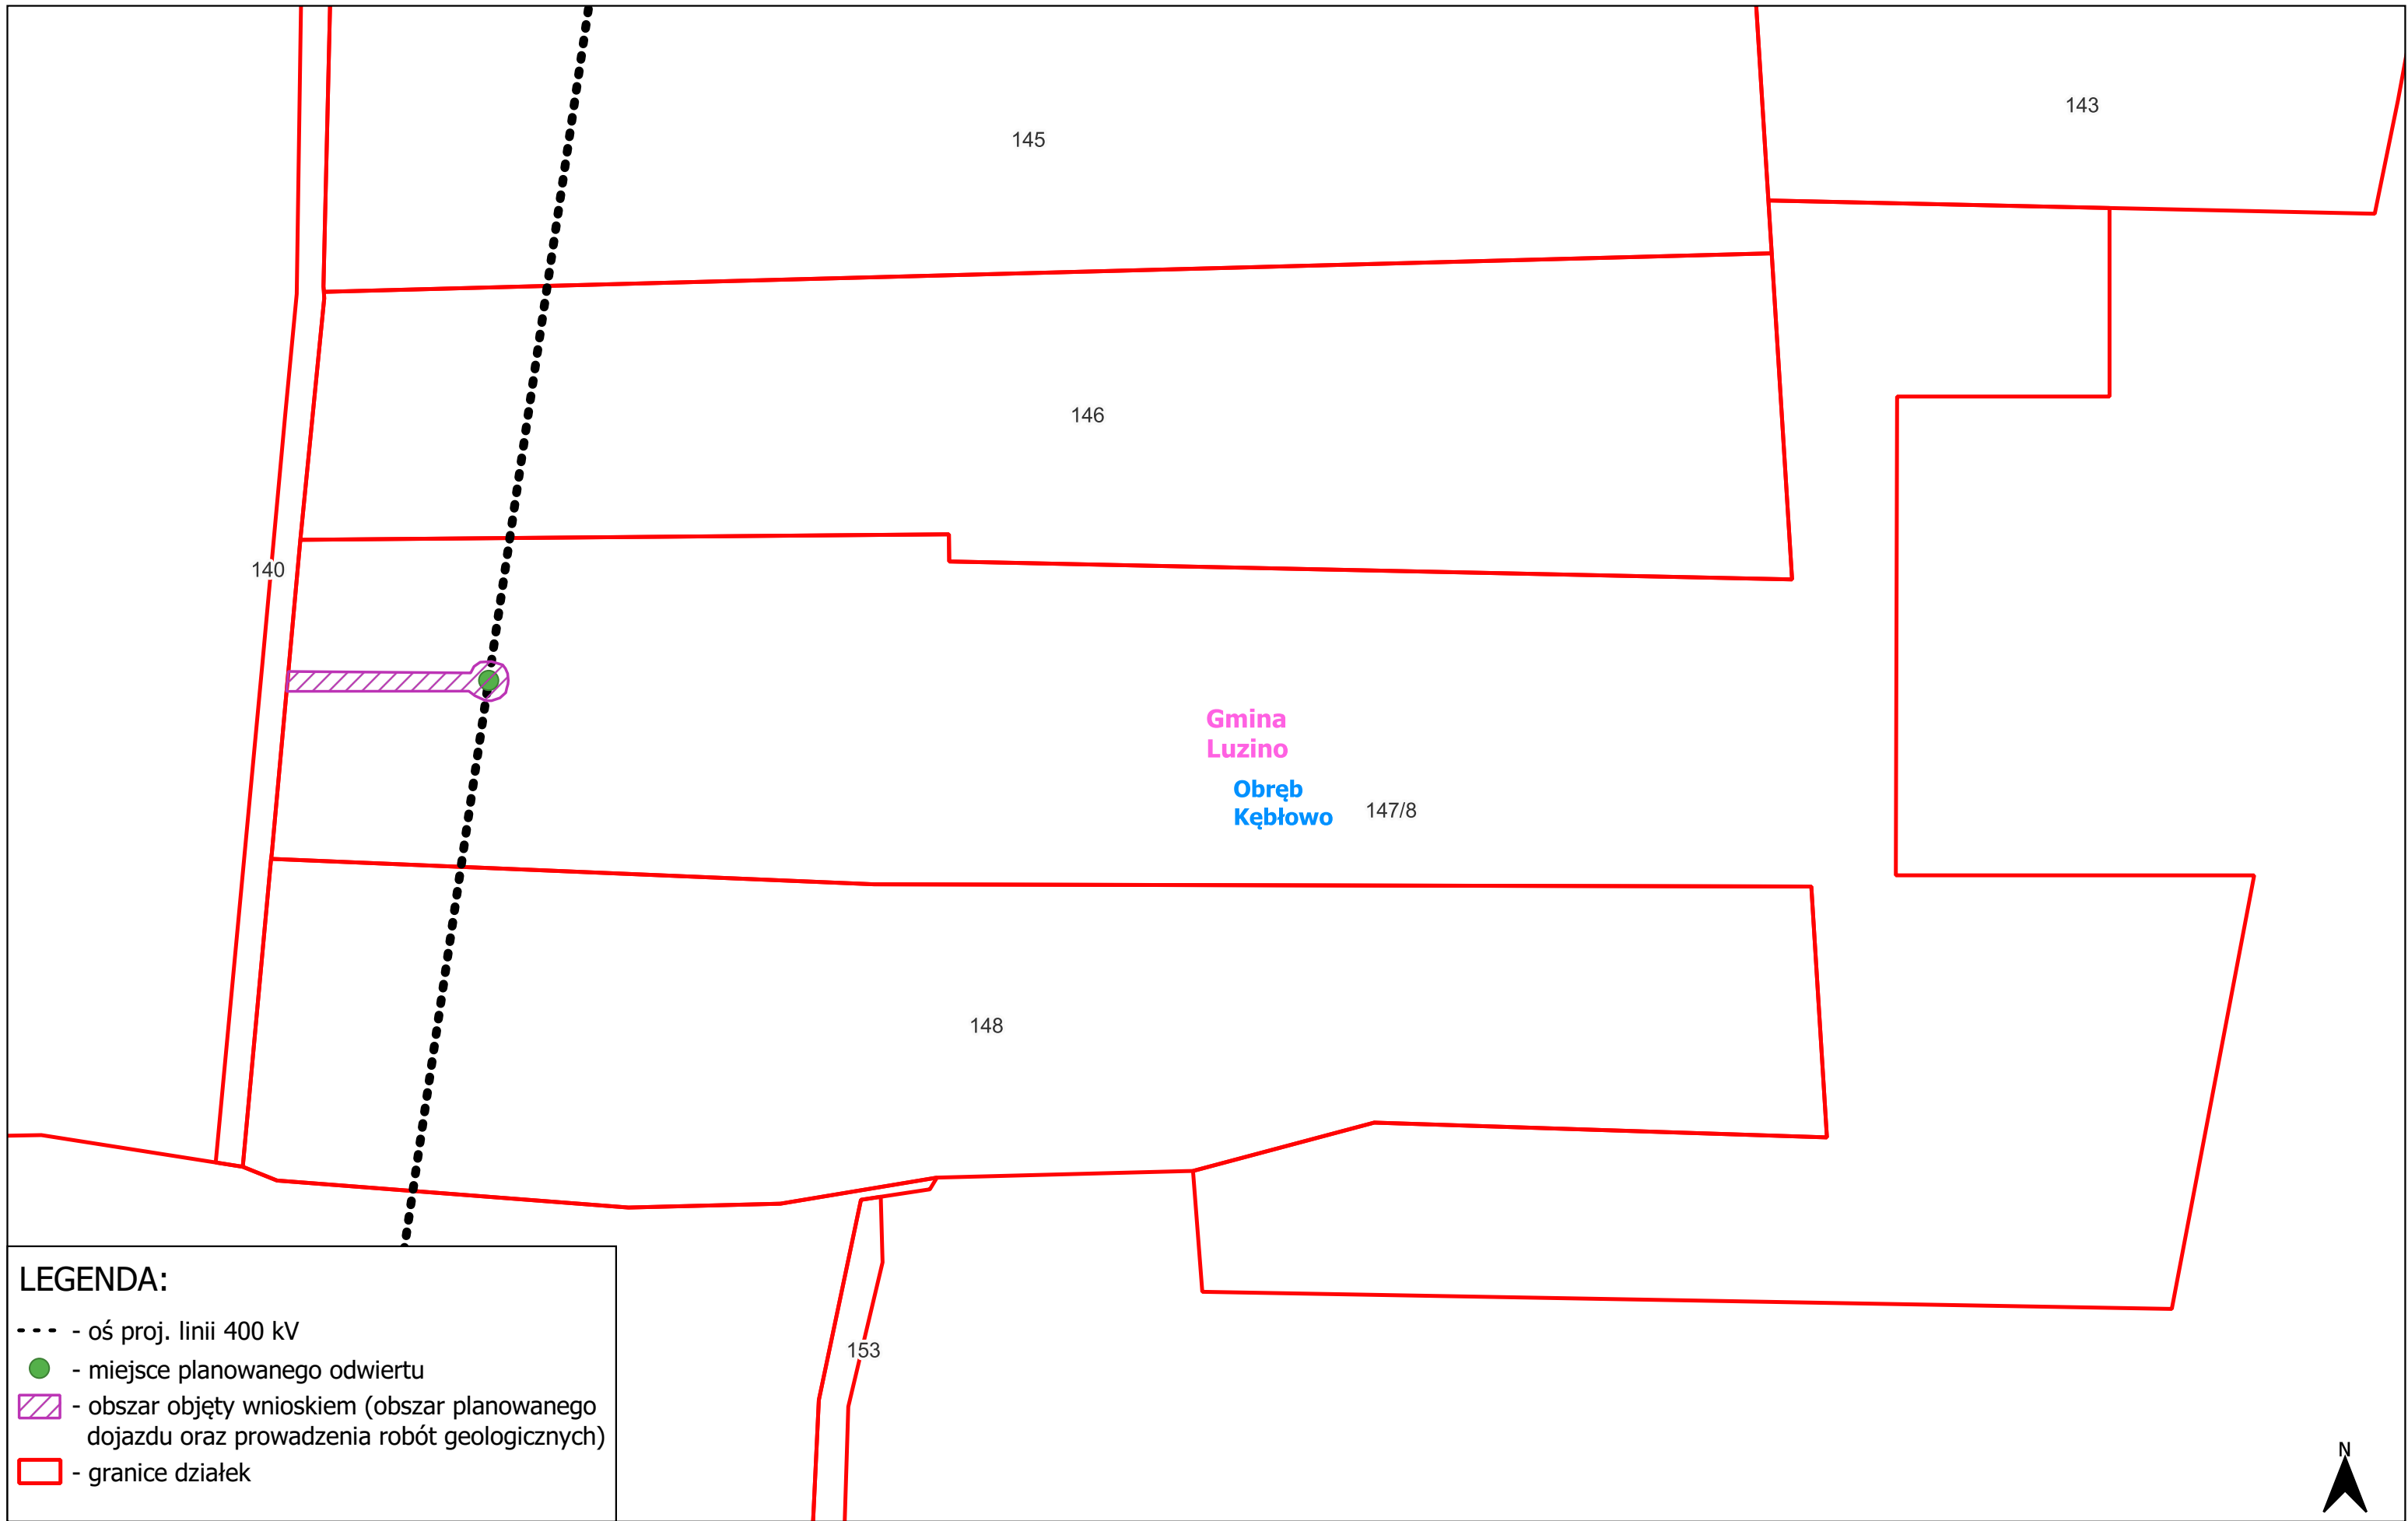 143
145
146
140
Gmina
Luzino
Obręb
Kębłowo
147/8
148
153
LEGENDA:
- oś proj. linii 400 kV
- miejsce planowanego odwiertu
- obszar objęty wnioskiem (obszar planowanego
dojazdu oraz prowadzenia robót geologicznych)
- granice działek
N